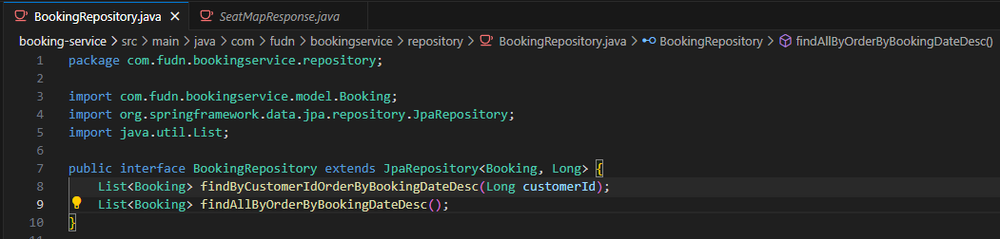 BookingRepository.java × SeatMapResponse.java
booking-service > src > main > java > com > fudn > bookingservice > repository > BookingRepository.java > BookingRepository > findAllByOrderByBookingDateDesc()
1 package com.fudn.bookingservice.repository;
2
3 import com.fudn.bookingservice.model.Booking;
4 import org.springframework.data.jpa.repository.JpaRepository;
5 import java.util.List;
6
7 public interface BookingRepository extends JpaRepository<Booking, Long> {
8     List<Booking> findByCustomerIdOrderByBookingDateDesc(Long customerId);
9     List<Booking> findAllByOrderByBookingDateDesc();
10 }
11